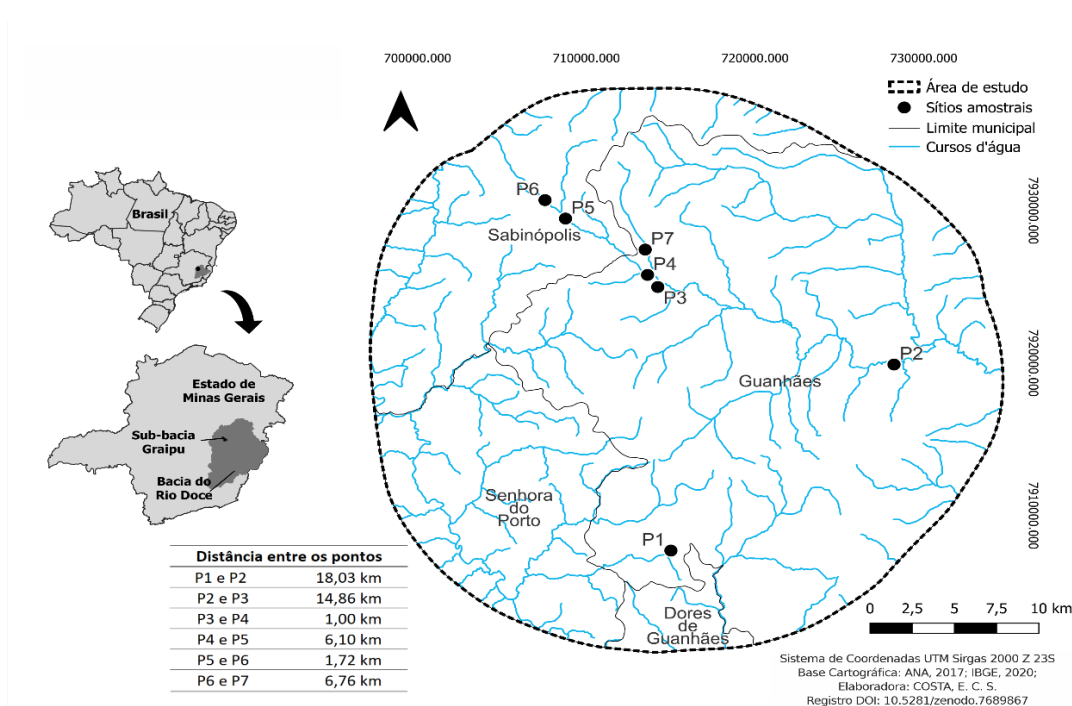 700000.000 710000.000 720000.000 730000.000
Área de estudo
Sítios amostrais
Limite municipal
Cursos d'água
7930000.000
7920000.000
7910000.000
Brasil
Estado de
Minas Gerais
Sub-bacia
Graipu
Bacia do
Rio Doce
P6
P5
Sabinópolis
P7
P4
P3
P2
Guanhães
Senhora
do
Porto
P1
Dores
de
Guanhães
Distância entre os pontos
P1 e P2 18,03 km
P2 e P3 14,86 km
P3 e P4 1,00 km
P4 e P5 6,10 km
P5 e P6 1,72 km
P6 e P7 6,76 km
0 2,5 5 7,5 10 km
Sistema de Coordenadas UTM Sirgas 2000 Z 23S
Base Cartográfica: ANA, 2017; IBGE, 2020;
Elaboradora: COSTA, E. C. S.
Registro DOI: 10.5281/zenodo.7689867